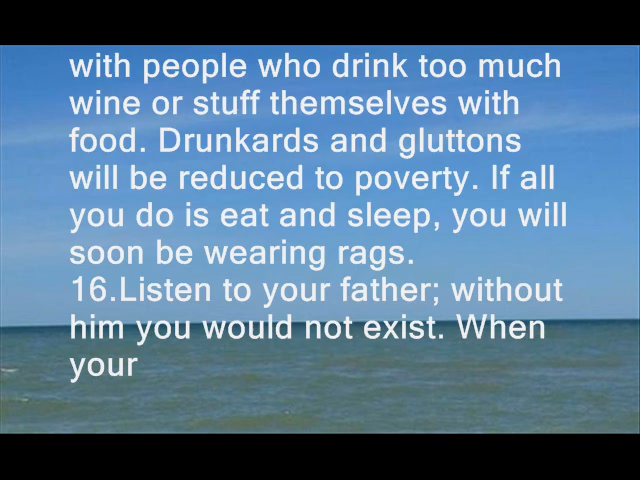 with people who drink too much
wine or stuff themselves with
food. Drunkards and gluttons
will be reduced to poverty. If all
you do is eat and sleep, you will
soon be wearing rags.
16.Listen to your father; without
him you would not exist. When
your